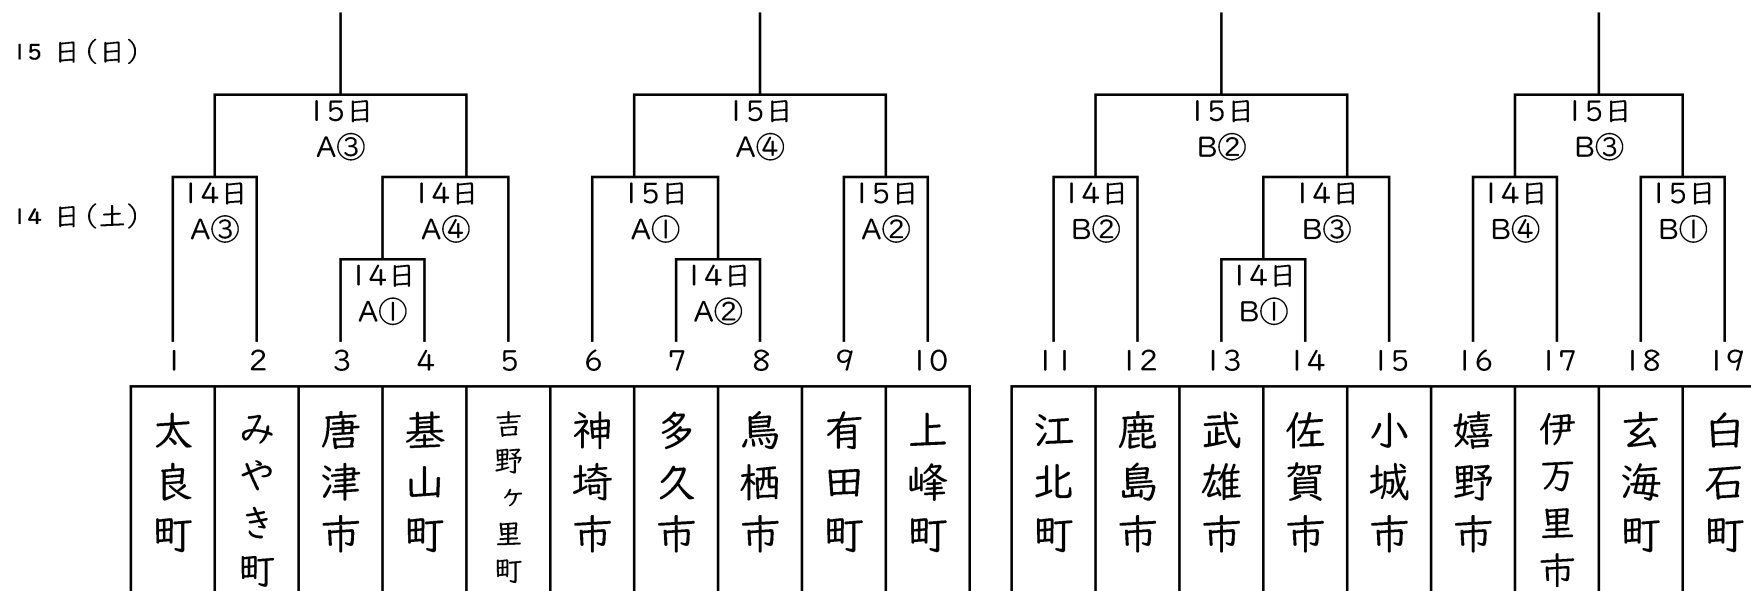 15 日(日)
15日 15日 15日 15日
A③ A④ B② B③
14 日(土)
14日 14日 15日 15日 14日 14日 14日 15日
A③ A④ A① A② B② B③ B④ B①
14日 14日 14日
A① A② B①
1 2 3 4 5 6 7 8 9 10 11 12 13 14 15 16 17 18 19
太良町
みやき町
唐津市
基山町
吉野ヶ里町
神埼市
多久市
鳥栖市
有田町
上峰町
江北町
鹿島市
武雄市
佐賀市
小城市
嬉野市
伊万里市
玄海町
白石町